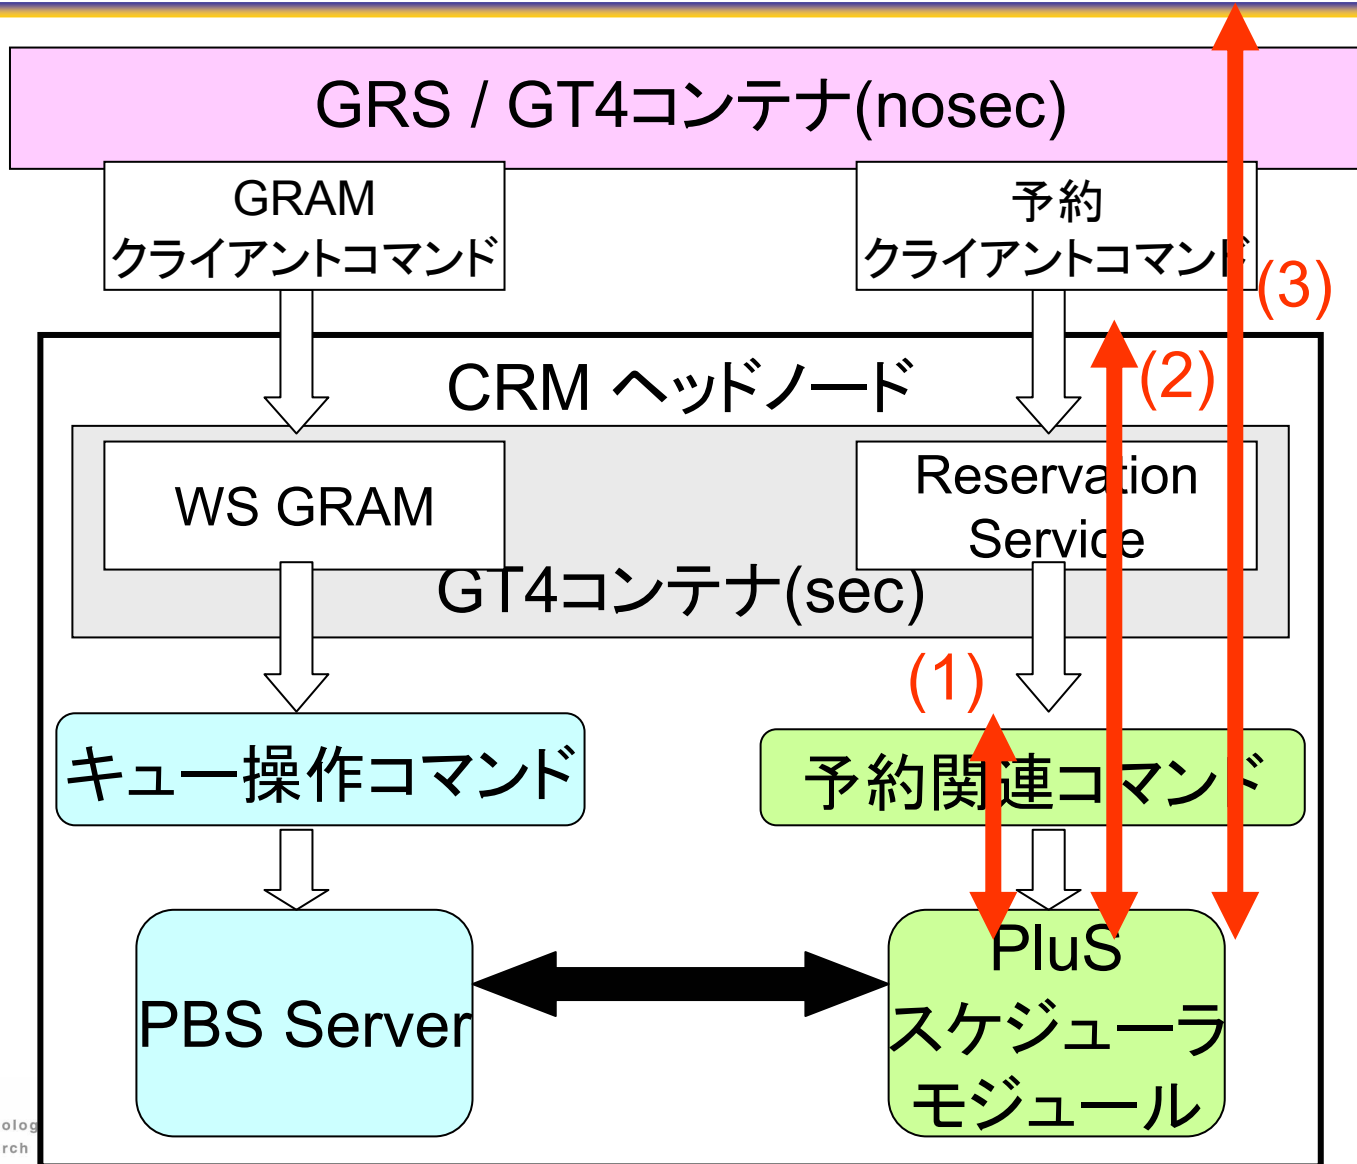 GRS / GT4コンテナ(nosec)
GRAM
クライアントコマンド
予約
クライアントコマンド
(3)
CRM ヘッドノード
(2)
WS GRAM
Reservation
Service
GT4コンテナ(sec)
(1)
キュー操作コマンド
予約関連コマンド
PBS Server
PluS
スケジューラ
モジュール
olog
rch